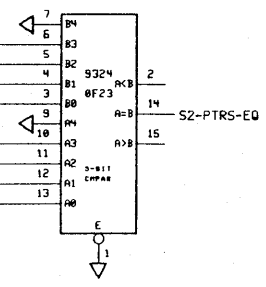 7 B4
6 B3
5 B2
4 B1 9324 A<B 2
3 B0 0F23 14
9 A4 A=B S2-PTRS-EQ
10 A3 A>B 15
11 A2 5-BIT
12 A1 CMPAR
13 A0
E
1